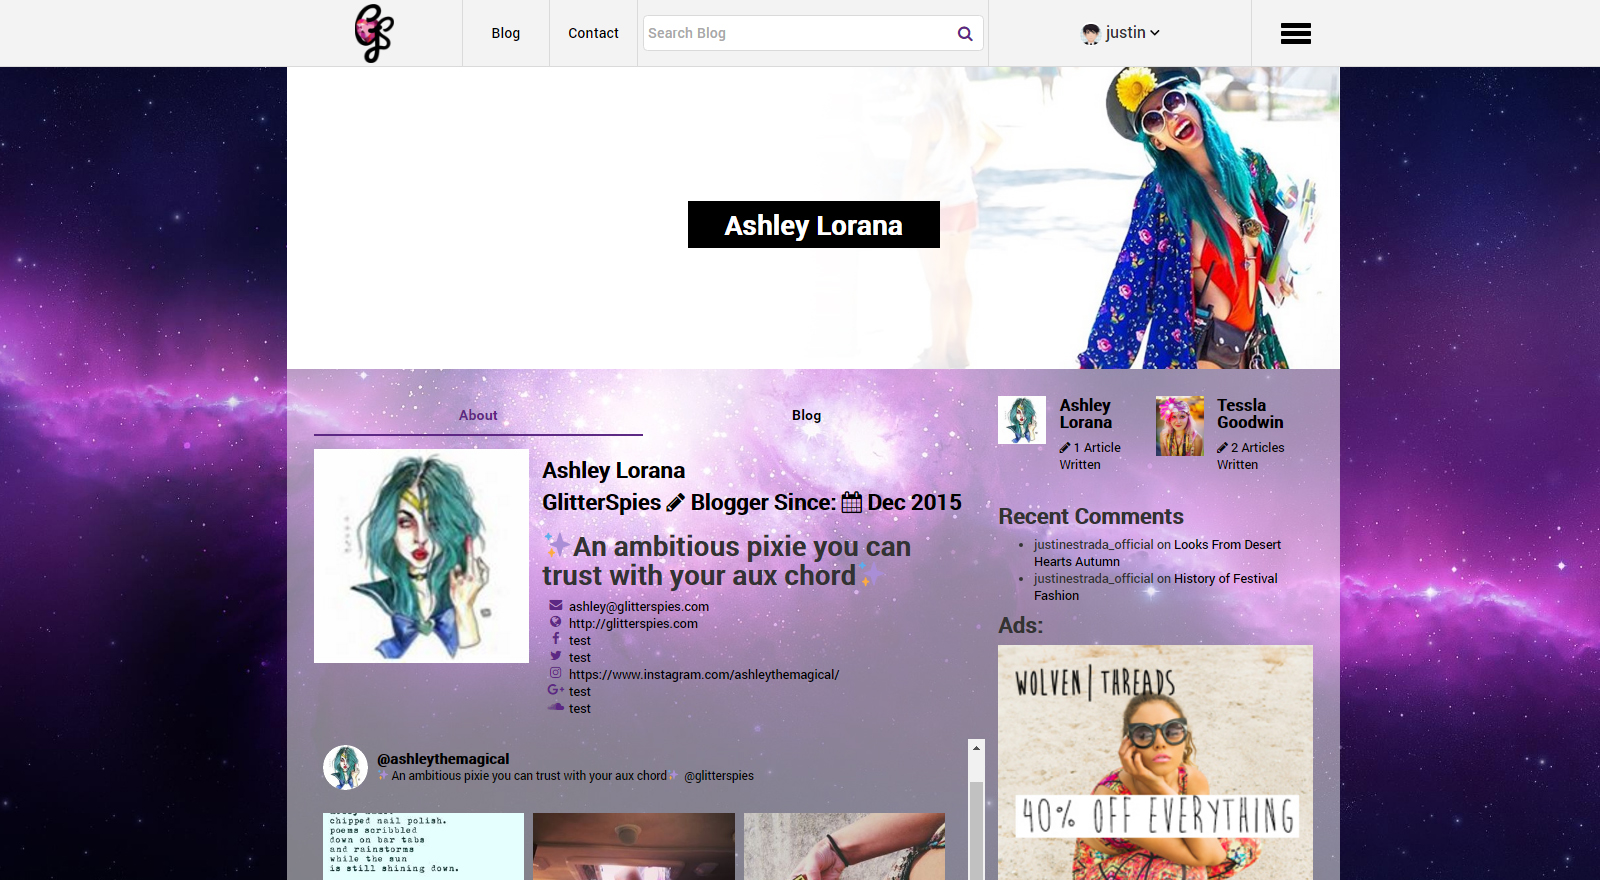 GS
Blog
Contact
Search Blog
justin
Ashley Lorana
About
Blog
Ashley Lorana
GlitterSpies Blogger Since: Dec 2015
✨An ambitious pixie you can
trust with your aux chord✨
ashley@glitterspies.com
http://glitterspies.com
test
test
https://www.instagram.com/ashleythemagical/
test
test
@ashleythemagical
✨ An ambitious pixie you can trust with your aux chord✨ @glitterspies
chipped nail polish.
poems scribbled
down on bar tabs
and rainstorms
while the sun
is still shining down.
Ashley
Lorana
1 Article
Written
Tessla
Goodwin
2 Articles
Written
Recent Comments
justinestrada_official on Looks From Desert
Hearts Autumn
justinestrada_official on History of Festival
Fashion
Ads:
WOLVEN | THREADS
40% OFF EVERYTHING